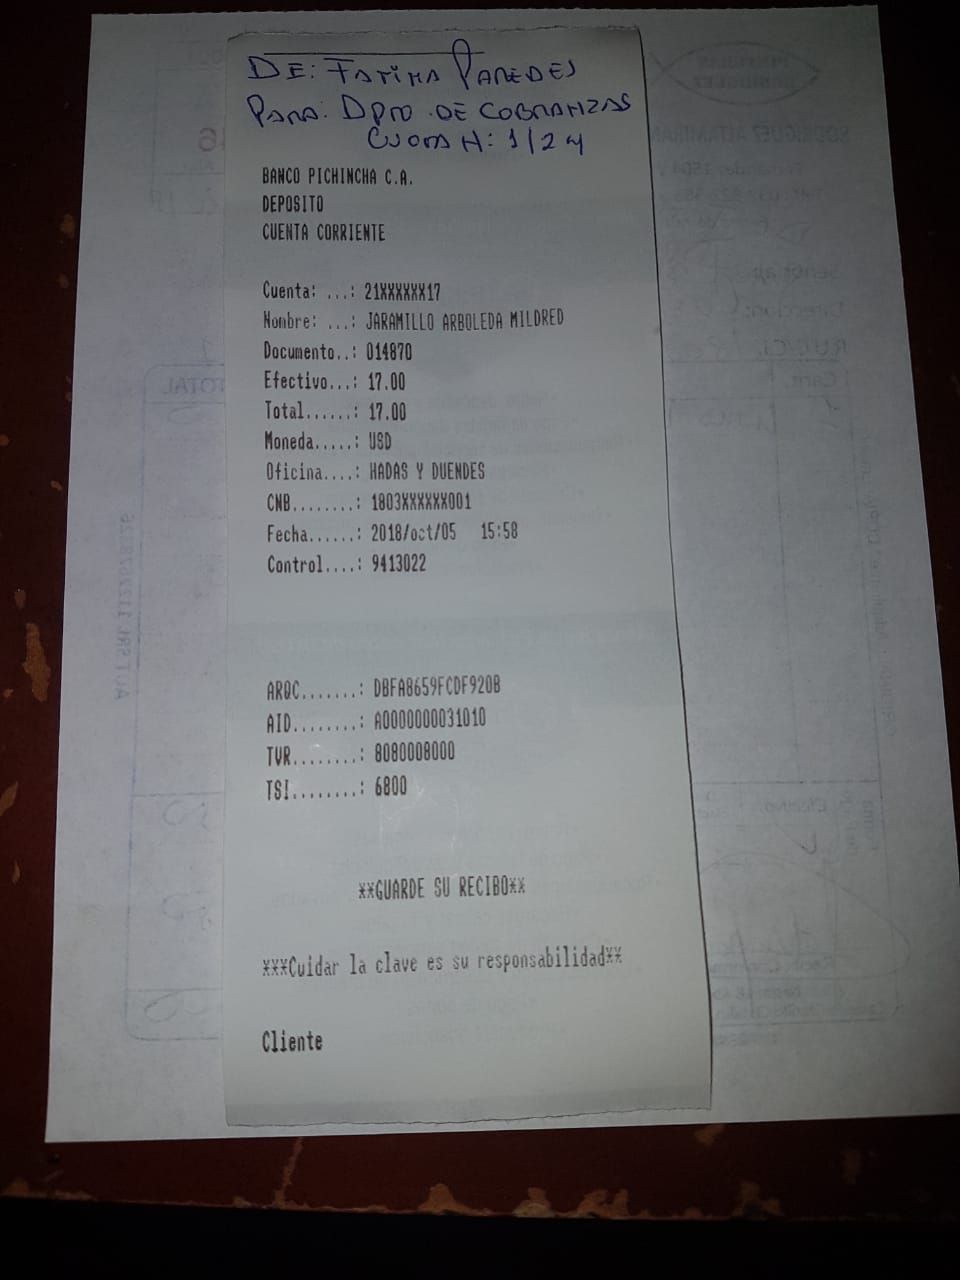 DE: FATIMA PAREDES
PARA: DPTO. DE COBRANZAS
CUOTA N: 1/24
BANCO PICHINCHA C.A.
DEPOSITO
CUENTA CORRIENTE
Cuenta: ...: 21XXXXXX17
Nombre: ...: JARAMILLO ARBOLEDA MILDRED
Documento..: 014870
Efectivo...: 17.00
Total......: 17.00
Moneda.....: USD
Oficina....: HADAS Y DUENDES
CNB........: 1803XXXXXX001
Fecha......: 2018/oct/05 15:58
Control....: 9413022
ARQC.......: DBFA8659FCDF920B
AID........: A0000000031010
TVR........: 8080008000
TSI........: 6800
**GUARDE SU RECIBO**
***Cuidar la clave es su responsabilidad**
Cliente